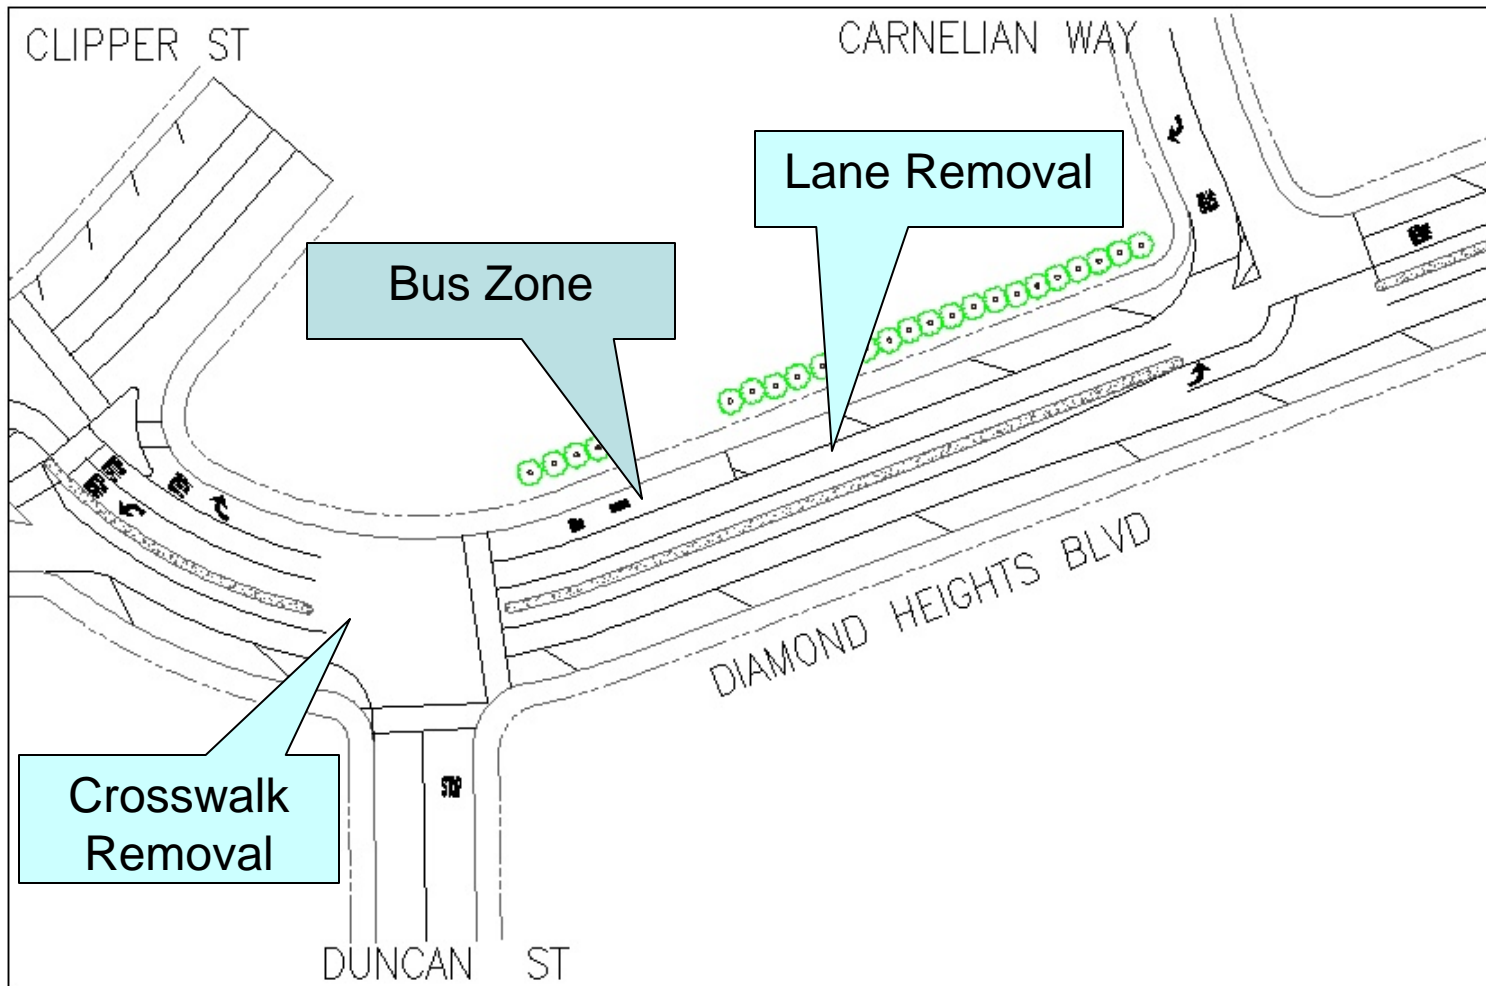 CLIPPER ST
CARNELIAN WAY
Lane Removal
Bus Zone
DIAMOND HEIGHTS BLVD
Crosswalk
Removal
STOP
DUNCAN ST